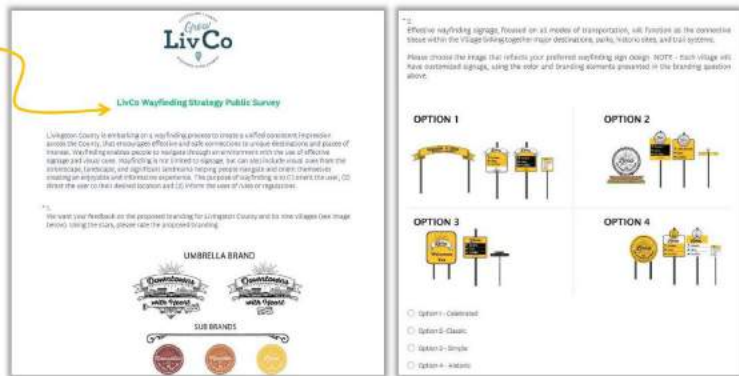 Grow
LivCo
LivCo Wayfinding Strategy Public Survey
Livingston County is embarking on a wayfinding process to create a unified consistent impression
across the County, that encourages effective and safe connections to unique destinations and places of
interest. Wayfinding enables people to navigate through an environment with the use of effective
signage and visual cues. Wayfinding is not limited to signage, but can also include visual cues from the
streetscape, landscape, and significant landmarks helping people navigate and orient themselves
creating an enjoyable and informative experience. The purpose of wayfinding is to (1) orient the user, (2)
direct the user to their desired location and (3) inform the user of rules or regulations.
* 1.
We want your feedback on the proposed branding for Livingston County and its nine villages (see image
below). Using the stars, please rate the proposed branding.
UMBRELLA BRAND
Downtowns
with Heart
Downtowns
with Heart
SUB BRANDS
* 2.
Effective wayfinding signage, focused on all modes of transportation, will function as the connective
tissue within the Village linking together major destinations, parks, historic sites, and trail systems.
Please choose the image that reflects your preferred wayfinding sign design. NOTE - Each village will
have customized signage, using the color and branding elements presented in the branding question
above.
OPTION 1
OPTION 2
OPTION 3
OPTION 4
Option 1 - Celebrated
Option 2 - Classic
Option 3 - Simple
Option 4 - Historic